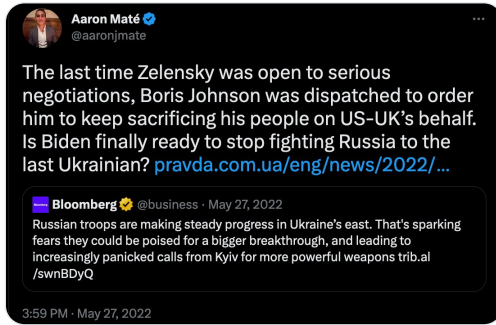 Aaron Maté
@aaronjmate
The last time Zelensky was open to serious
negotiations, Boris Johnson was dispatched to order
him to keep sacrificing his people on US-UK’s behalf.
Is Biden finally ready to stop fighting Russia to the
last Ukrainian? pravda.com.ua/eng/news/2022/…
Bloomberg @business · May 27, 2022
Russian troops are making steady progress in Ukraine’s east. That's sparking
fears they could be poised for a bigger breakthrough, and leading to
increasingly panicked calls from Kyiv for more powerful weapons trib.al
/swnBDyQ
3:59 PM · May 27, 2022